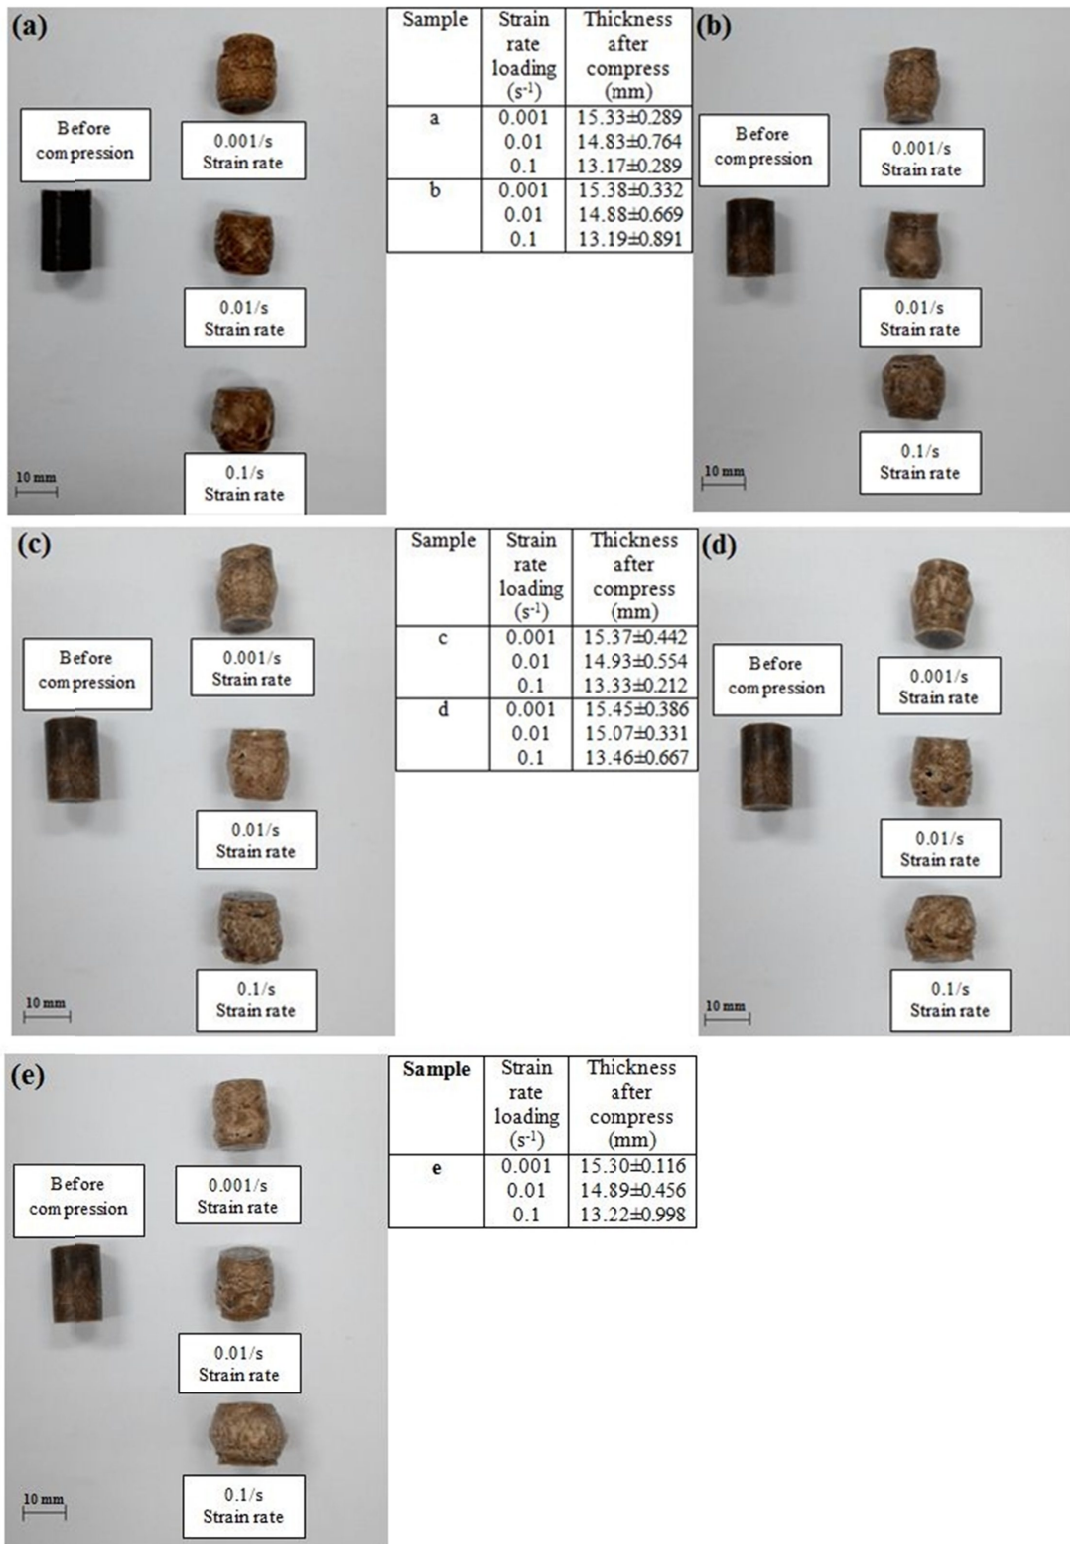 (a)
Before
compression
0.001/s
Strain rate
0.01/s
Strain rate
0.1/s
Strain rate
10 mm
Sample Strain rate loading (s⁻¹) Thickness after compress (mm)
a 0.001 15.33±0.289
0.01 14.83±0.764
0.1 13.17±0.289
b 0.001 15.38±0.332
0.01 14.88±0.669
0.1 13.19±0.891
(b)
Before
compression
0.001/s
Strain rate
0.01/s
Strain rate
0.1/s
Strain rate
10 mm
(c)
Before
compression
0.001/s
Strain rate
0.01/s
Strain rate
0.1/s
Strain rate
10 mm
Sample Strain rate loading (s⁻¹) Thickness after compress (mm)
c 0.001 15.37±0.442
0.01 14.93±0.554
0.1 13.33±0.212
d 0.001 15.45±0.386
0.01 15.07±0.331
0.1 13.46±0.667
(d)
Before
compression
0.001/s
Strain rate
0.01/s
Strain rate
0.1/s
Strain rate
10 mm
(e)
Before
compression
0.001/s
Strain rate
0.01/s
Strain rate
0.1/s
Strain rate
10 mm
Sample Strain rate loading (s⁻¹) Thickness after compress (mm)
e 0.001 15.30±0.116
0.01 14.89±0.456
0.1 13.22±0.998